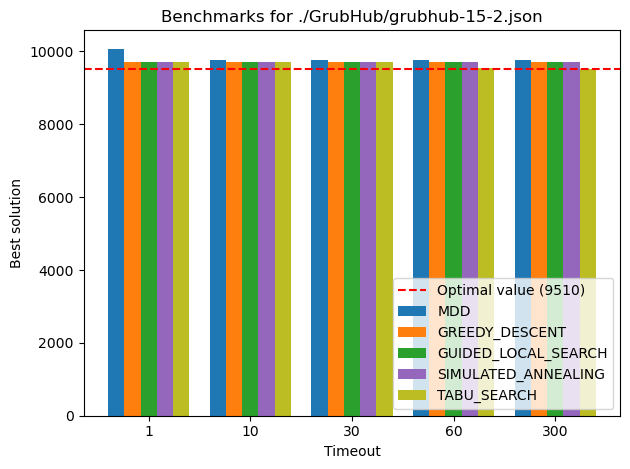 Benchmarks for ./GrubHub/grubhub-15-2.json
Best solution
10000
8000
6000
4000
2000
0
Optimal value (9510)
MDD
GREEDY_DESCENT
GUIDED_LOCAL_SEARCH
SIMULATED_ANNEALING
TABU_SEARCH
1 10 30 60 300
Timeout